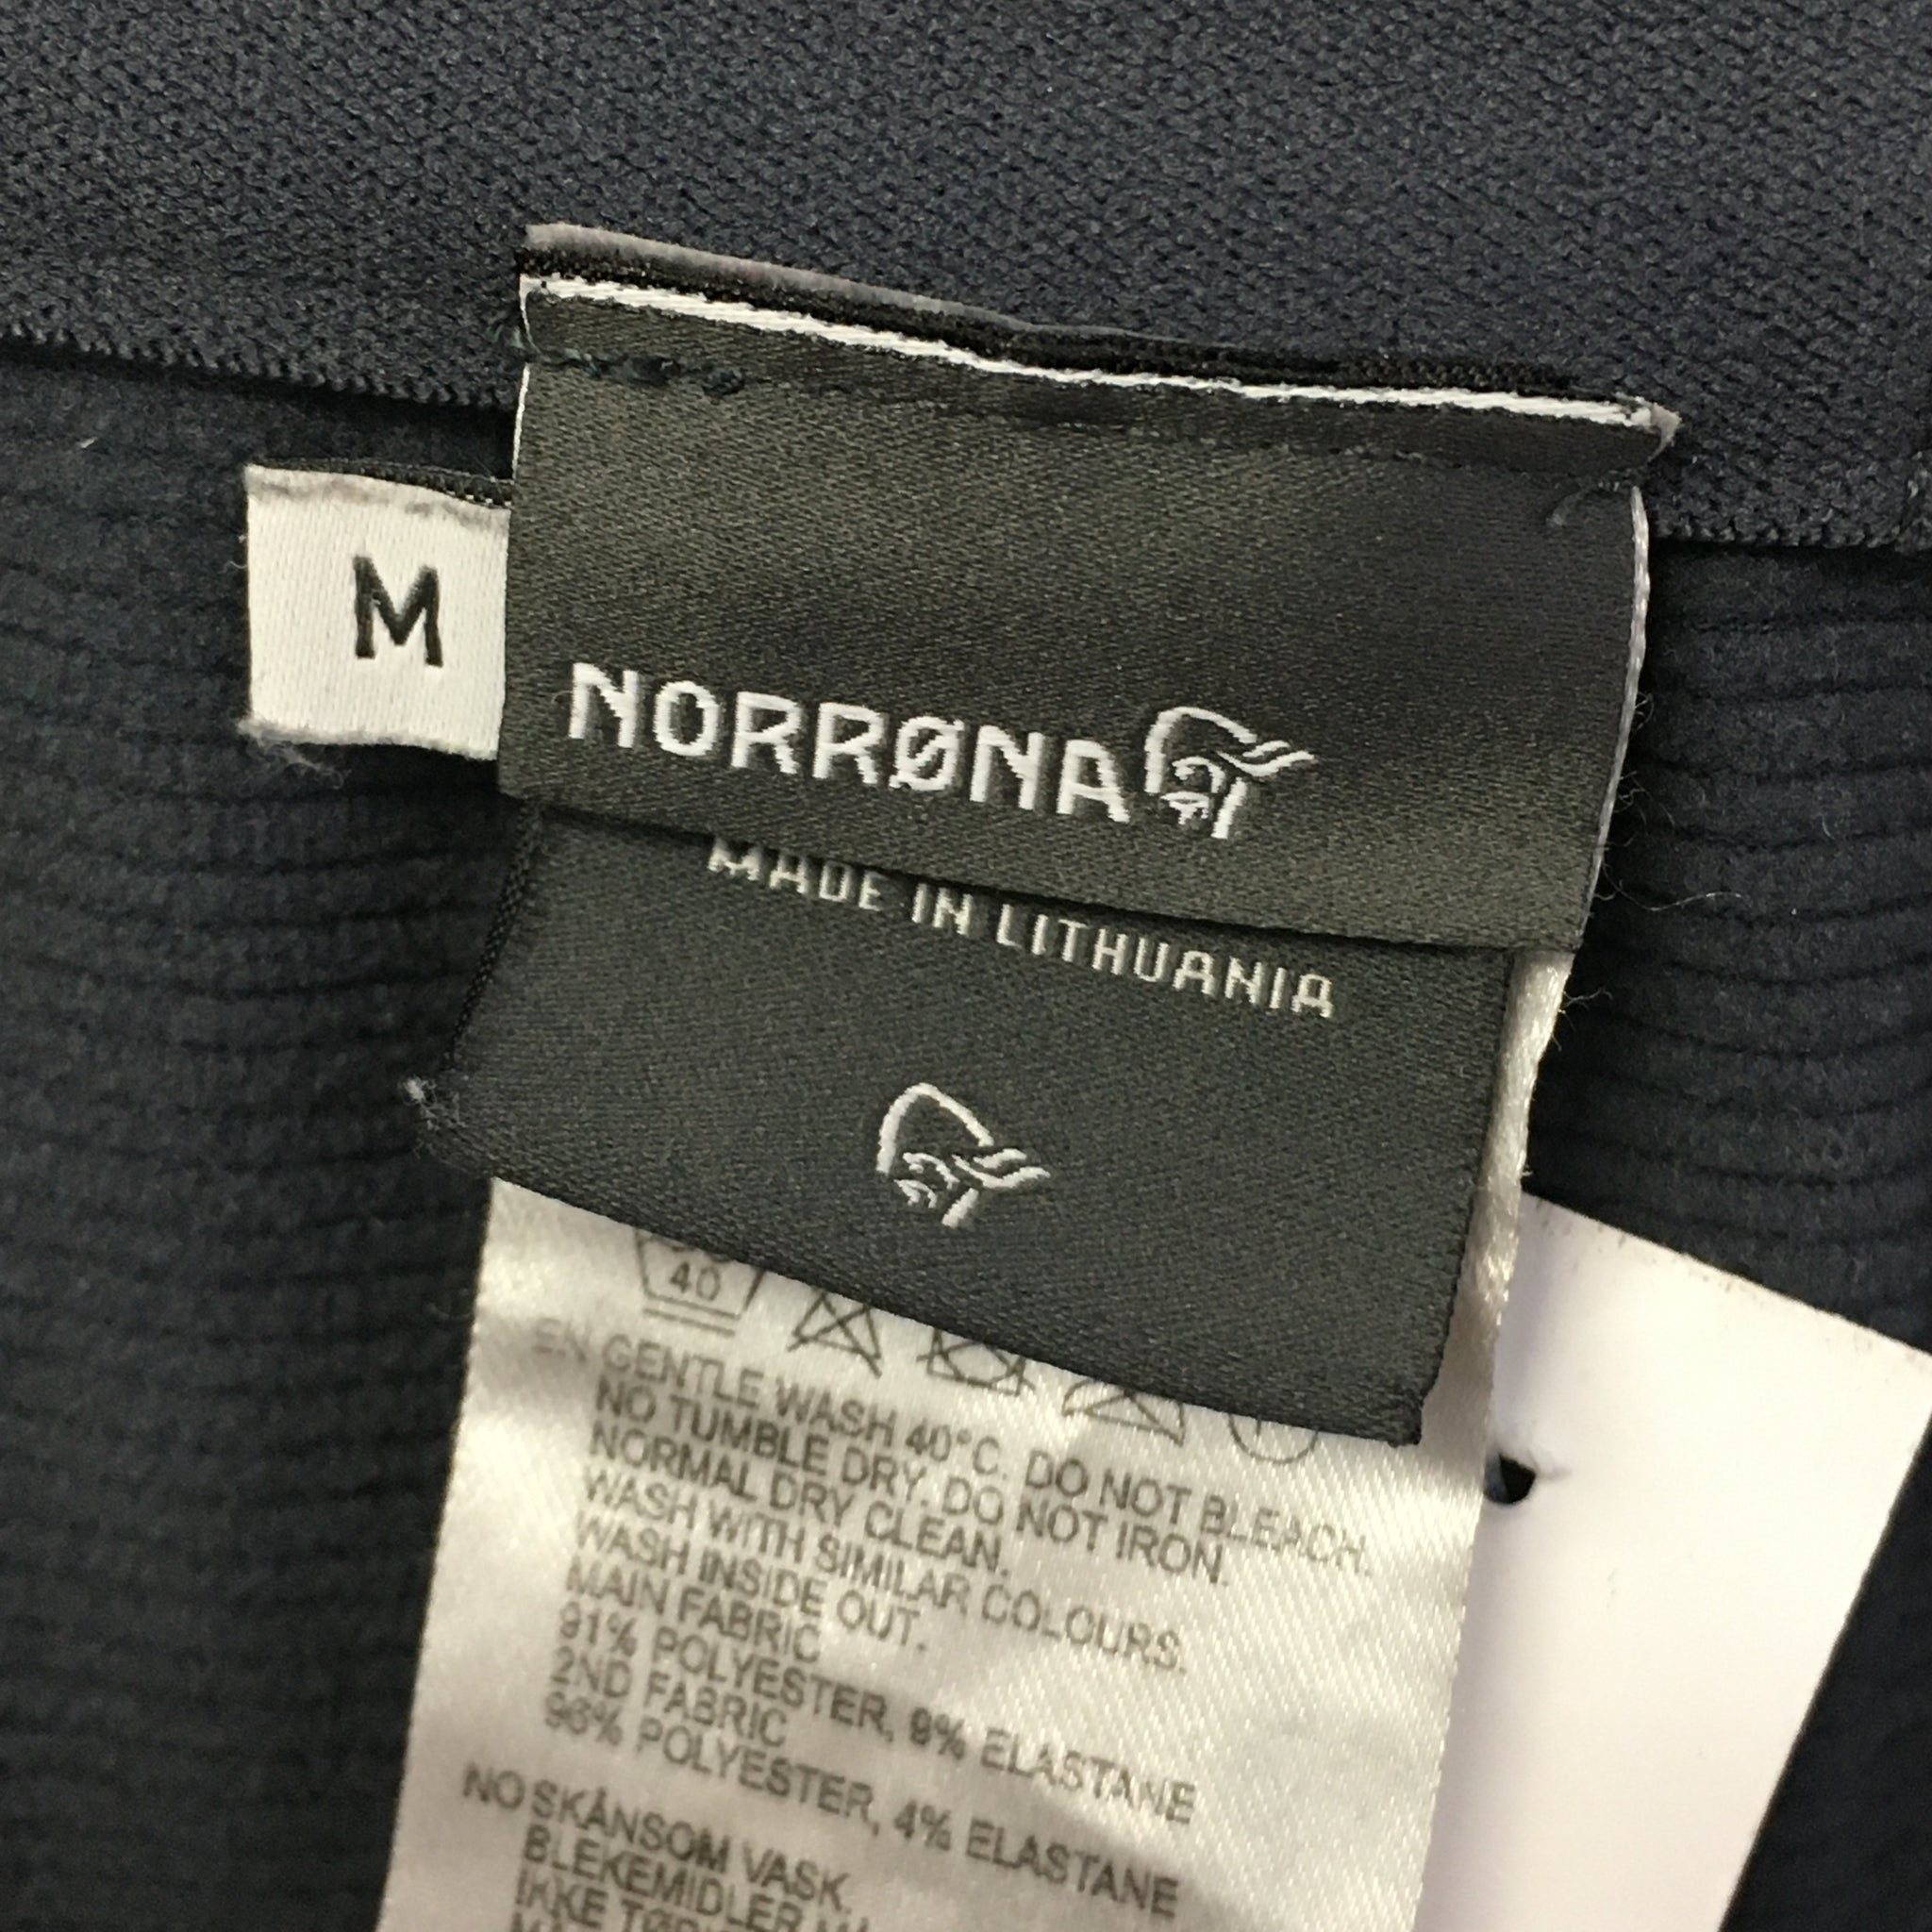 M
NORRØNA
MADE IN LITHUANIA
40
EN GENTLE WASH 40°C. DO NOT BLEACH.
NO TUMBLE DRY. DO NOT IRON.
NORMAL DRY CLEAN.
WASH WITH SIMILAR COLOURS.
WASH INSIDE OUT.
MAIN FABRIC
91% POLYESTER, 9% ELASTANE
2ND FABRIC
96% POLYESTER, 4% ELASTANE
NO SKÅNSOM VASK.
BLEKEMIDLER
IKKE